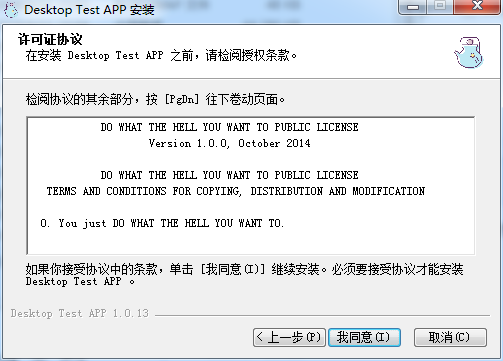 Desktop Test APP 安装
许可证协议
在安装 Desktop Test APP 之前，请检阅授权条款。
检阅协议的其余部分，按 [PgDn] 往下卷动页面。
DO WHAT THE HELL YOU WANT TO PUBLIC LICENSE
Version 1.0.0, October 2014
DO WHAT THE HELL YOU WANT TO PUBLIC LICENSE
TERMS AND CONDITIONS FOR COPYING, DISTRIBUTION AND MODIFICATION
0. You just DO WHAT THE HELL YOU WANT TO.
如果你接受协议中的条款，单击 [我同意(I)] 继续安装。必须要接受协议才能安装
Desktop Test APP 。
Desktop Test APP 1.0.13
< 上一步(P) 我同意(I) 取消(C)